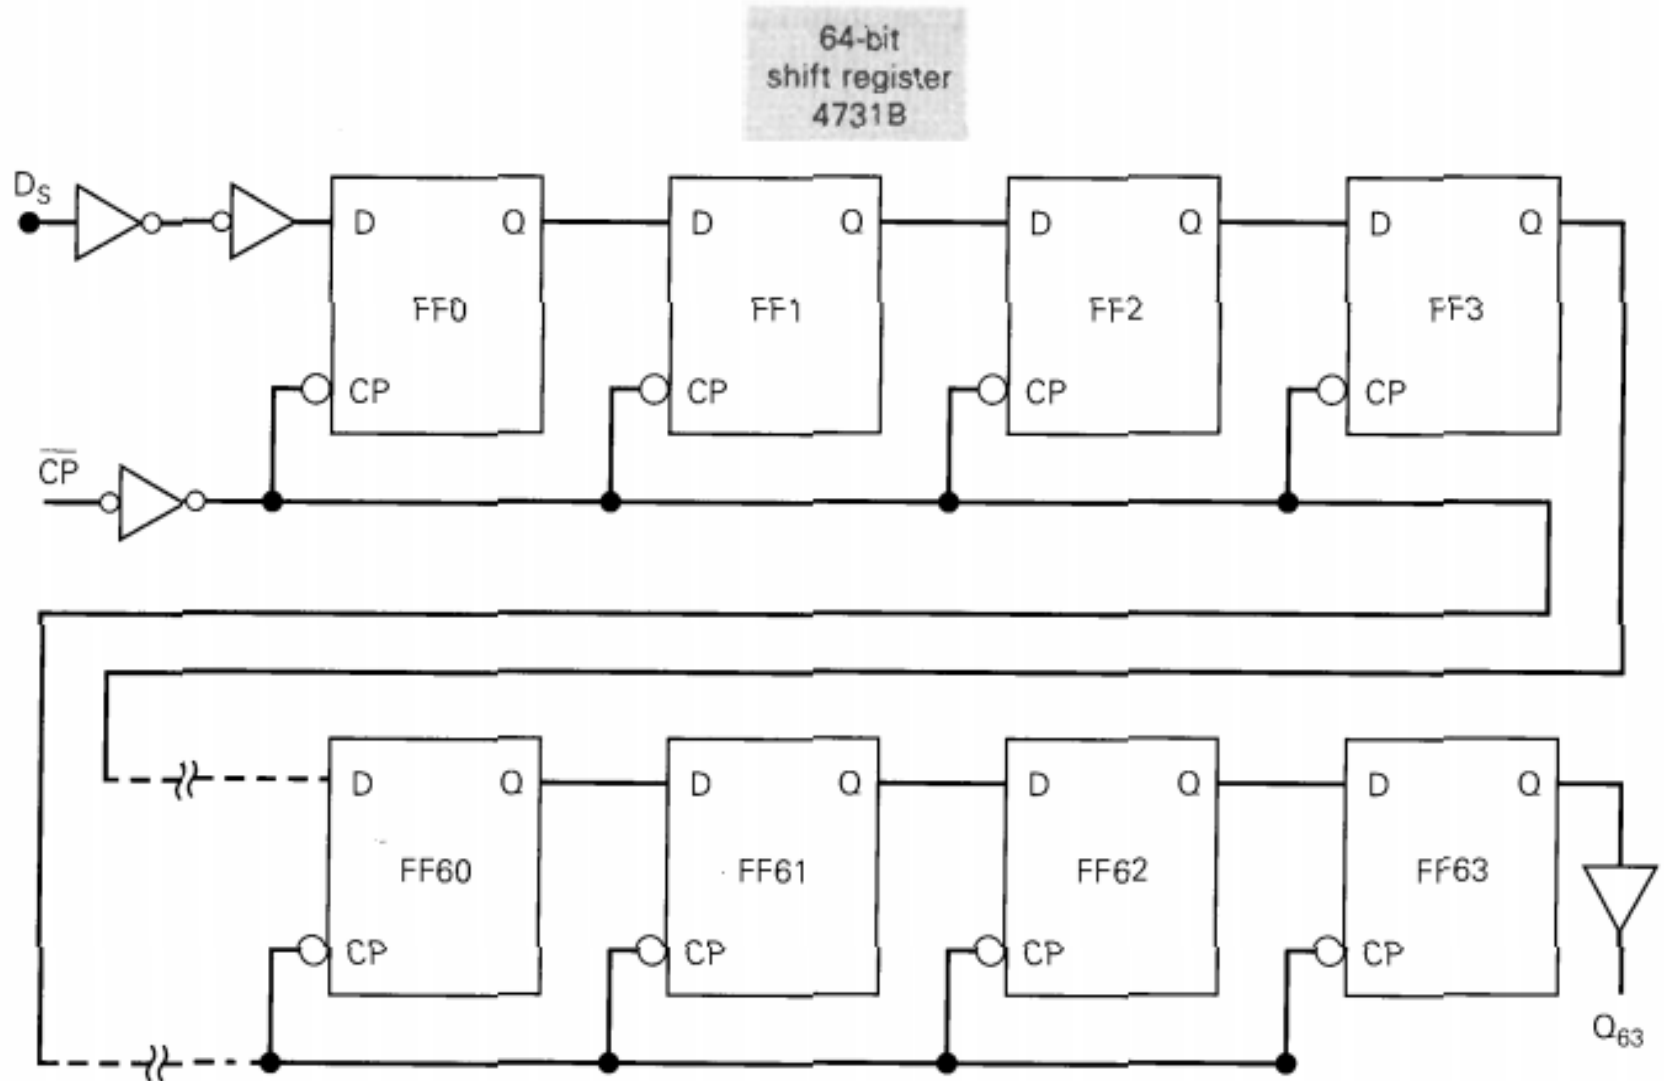 64-bit
shift register
4731B
D_S
D Q D Q D Q D Q
FF0 FF1 FF2 FF3
CP CP CP CP
C̅P̅
D Q D Q D Q D Q
FF60 FF61 FF62 FF63
CP CP CP CP
Q_63